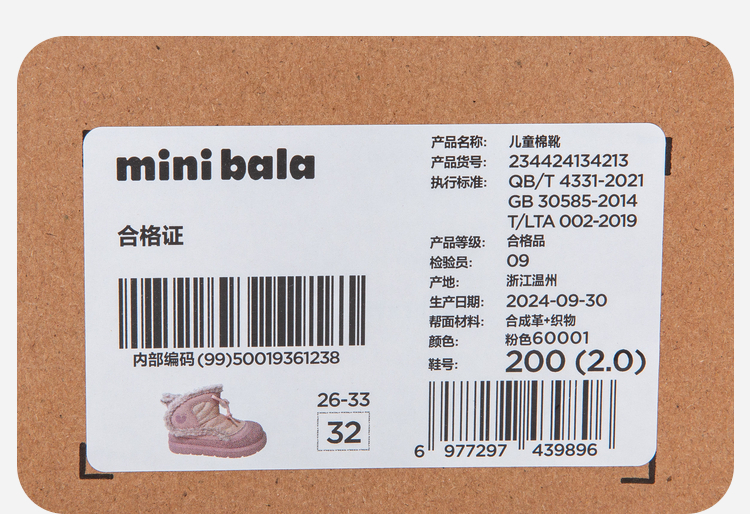 mini bala
合格证
内部编码(99)50019361238
26-33
32
产品名称: 儿童棉靴
产品货号: 234424134213
执行标准: QB/T 4331-2021
GB 30585-2014
T/LTA 002-2019
产品等级: 合格品
检验员: 09
产地: 浙江温州
生产日期: 2024-09-30
帮面材料: 合成革+织物
颜色: 粉色60001
鞋号: 200 (2.0)
6 977297 439896